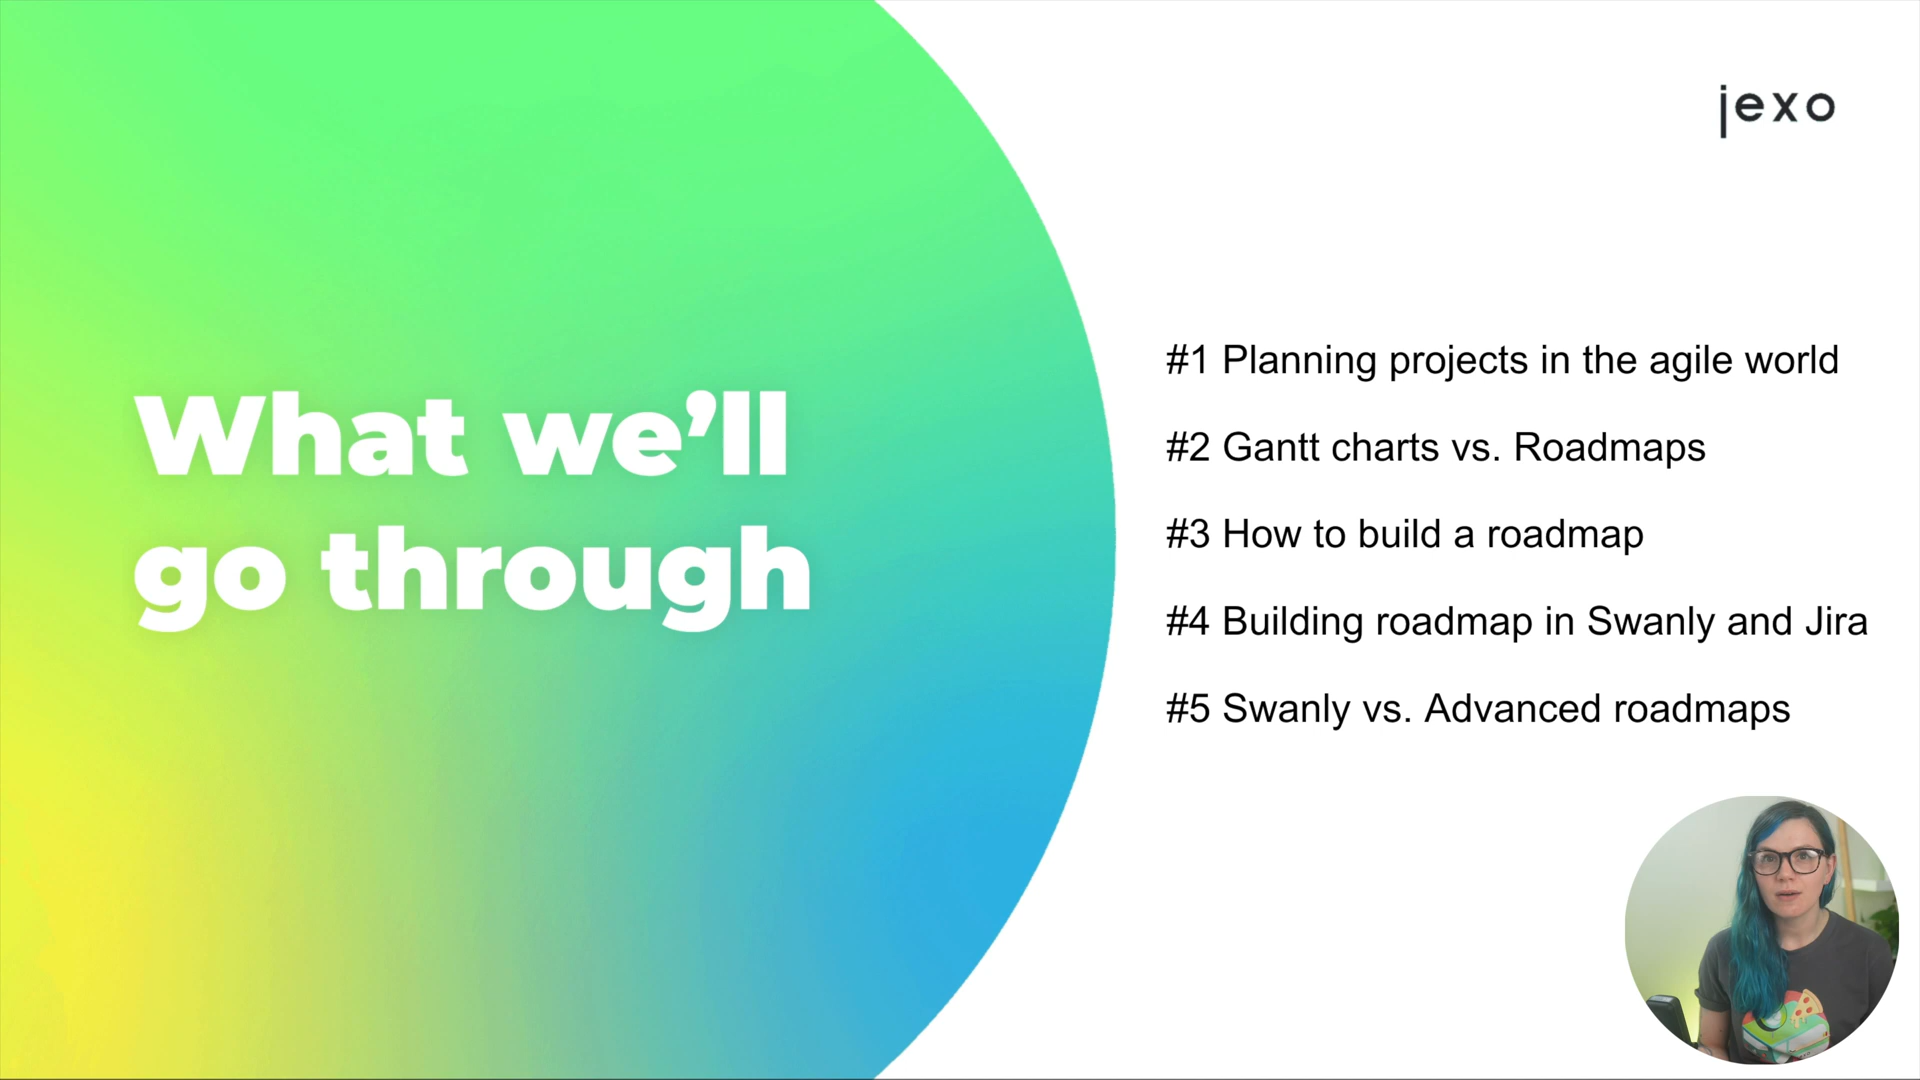 jexo
What we’ll
go through
#1 Planning projects in the agile world
#2 Gantt charts vs. Roadmaps
#3 How to build a roadmap
#4 Building roadmap in Swanly and Jira
#5 Swanly vs. Advanced roadmaps